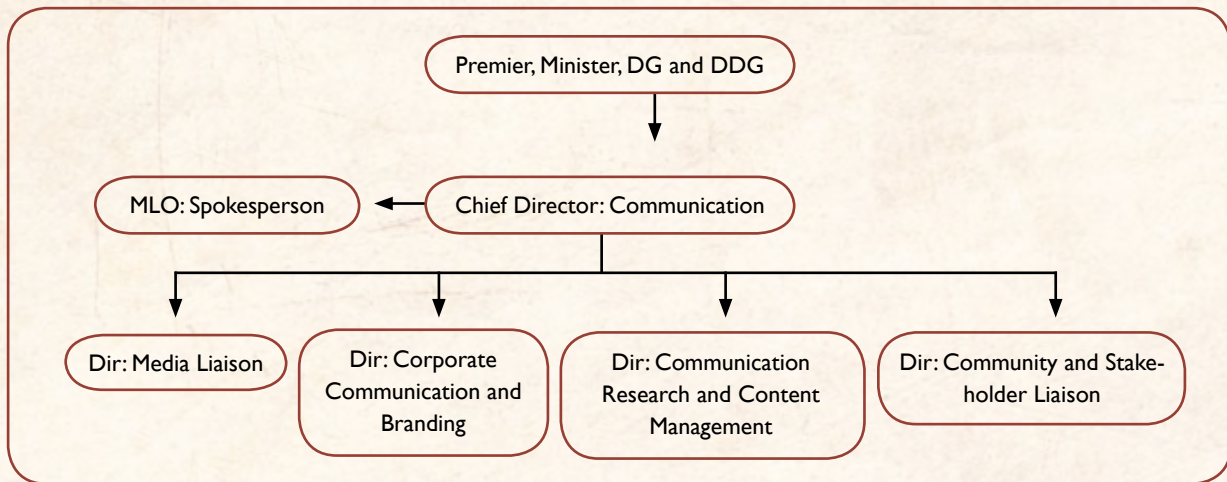 Premier, Minister, DG and DDG
MLO: Spokesperson
Chief Director: Communication
Dir: Media Liaison
Dir: Corporate
Communication and
Branding
Dir: Communication
Research and Content
Management
Dir: Community and Stake-
holder Liaison